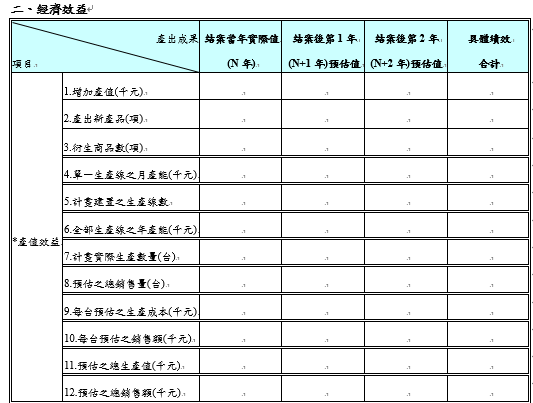 二、經濟效益
產出成果
項目
結案當年實際值
(N 年)
結案後第 1 年
(N+1 年)預估值
結案後第 2 年
(N+2 年)預估值
具體績效
合計
*產值效益
1.增加產值(千元)
2.產出新產品(項)
3.衍生商品數(項)
4.單一生產線之月產能(千元)
5.計畫建置之生產線數
6.全部生產線之年產能(千元)
7.計畫實際生產數量(台)
8.預估之總銷售量(台)
9.每台預估之生產成本(千元)
10.每台預估之銷售額(千元)
11.預估之總生產值(千元)
12.預估之總銷售額(千元)